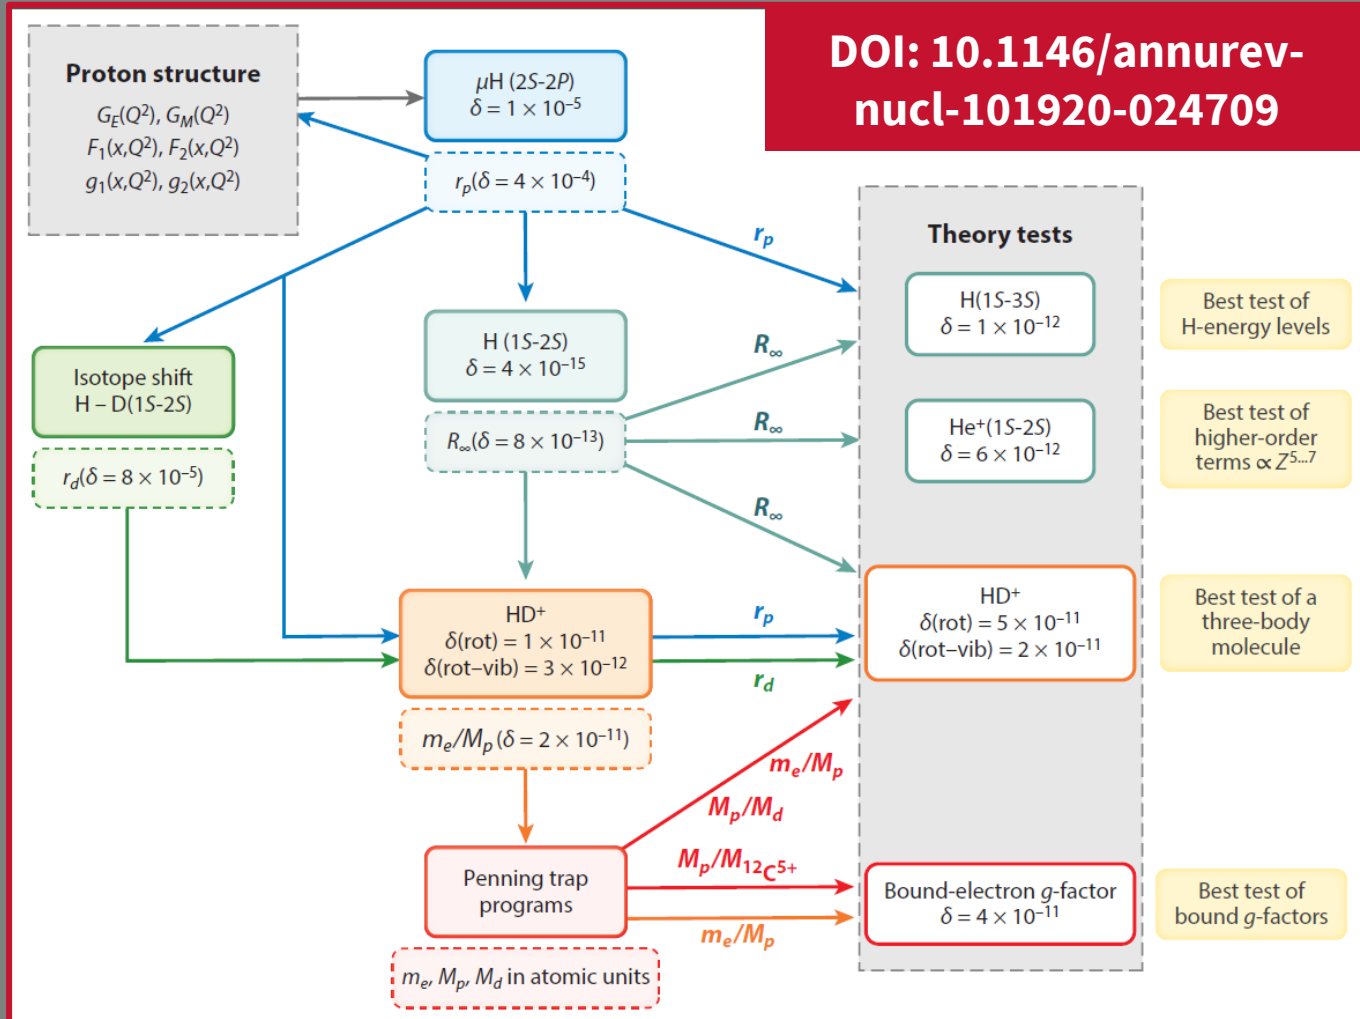 DOI: 10.1146/annurev-
nucl-101920-024709
Proton structure
G_E(Q²), G_M(Q²)
F₁(x,Q²), F₂(x,Q²)
g₁(x,Q²), g₂(x,Q²)
μH (2S-2P)
δ = 1 × 10⁻⁵
r_p(δ = 4 × 10⁻⁴)
r_p
Theory tests
H(1S-3S)
δ = 1 × 10⁻¹²
Best test of
H-energy levels
H (1S-2S)
δ = 4 × 10⁻¹⁵
R_∞
Isotope shift
H – D(1S-2S)
R_∞(δ = 8 × 10⁻¹³)
R_∞
He⁺(1S-2S)
δ = 6 × 10⁻¹²
Best test of
higher-order
terms ∝ Z⁵···⁷
r_d(δ = 8 × 10⁻⁵)
R_∞
HD⁺
δ(rot) = 1 × 10⁻¹¹
δ(rot–vib) = 3 × 10⁻¹²
r_p
r_d
HD⁺
δ(rot) = 5 × 10⁻¹¹
δ(rot–vib) = 2 × 10⁻¹¹
Best test of a
three-body
molecule
m_e/M_p (δ = 2 × 10⁻¹¹)
m_e/M_p
M_p/M_d
Penning trap
programs
M_p/M_¹²C⁵⁺
m_e/M_p
Bound-electron g-factor
δ = 4 × 10⁻¹¹
Best test of
bound g-factors
m_e, M_p, M_d in atomic units